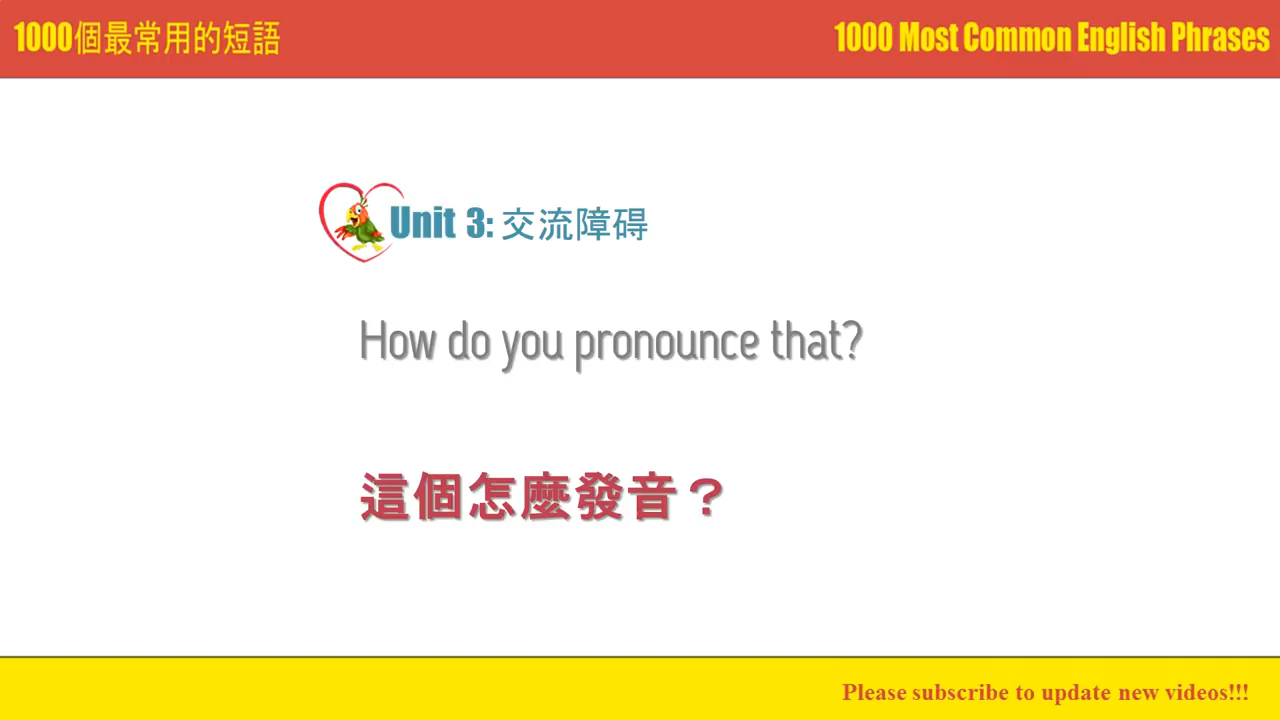 1000個最常用的短語
1000 Most Common English Phrases
Unit 3: 交流障碍
How do you pronounce that?
這個怎麼發音？
Please subscribe to update new videos!!!